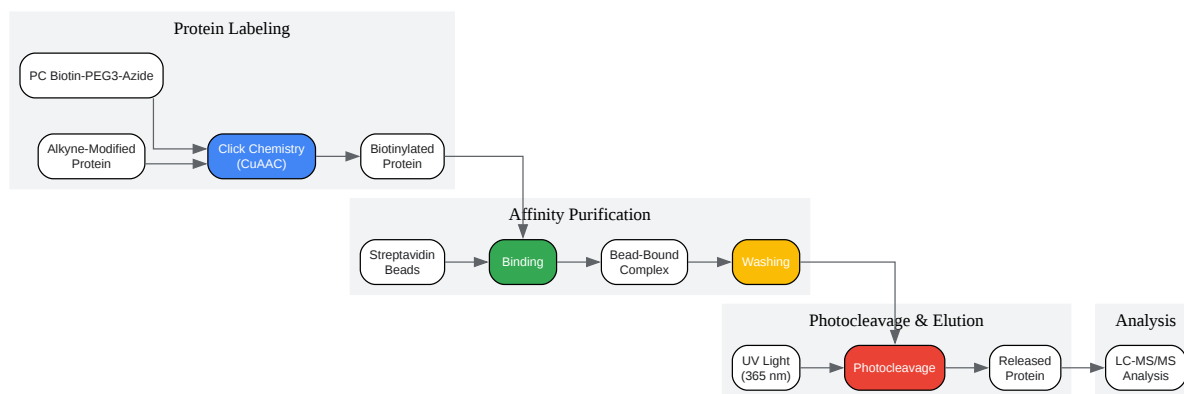 Protein Labeling
PC Biotin-PEG3-Azide
Alkyne-Modified
Protein
Click Chemistry
(CuAAC)
Biotinylated
Protein
Affinity Purification
Streptavidin
Beads
Binding
Bead-Bound
Complex
Washing
Photocleavage & Elution
UV Light
(365 nm)
Photocleavage
Released
Protein
Analysis
LC-MS/MS
Analysis